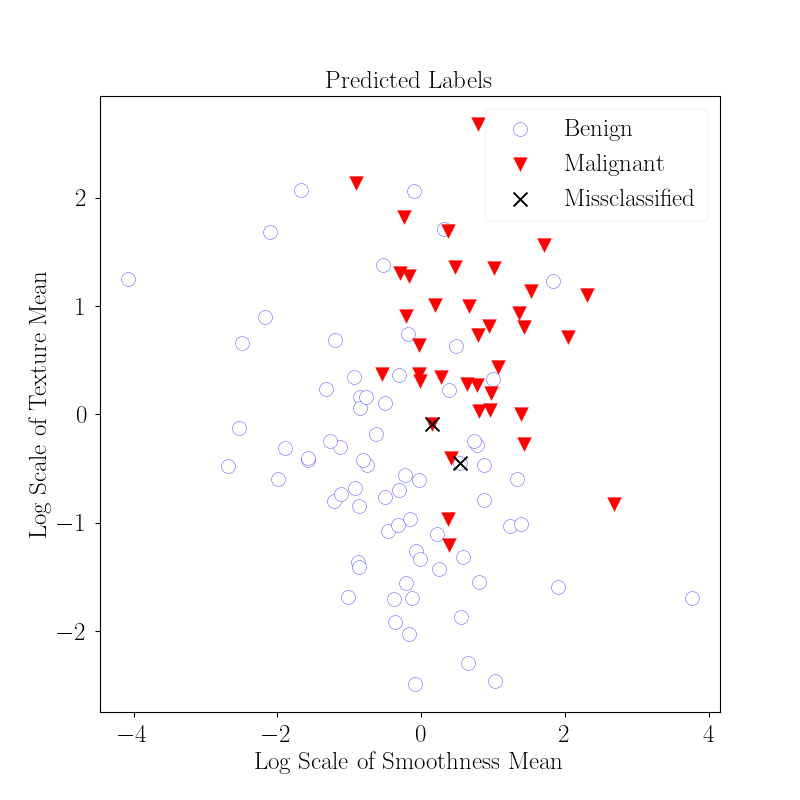 Predicted Labels
Benign
Malignant
Missclassified
2
1
0
−1
−2
Log Scale of Texture Mean
−4
−2
0
2
4
Log Scale of Smoothness Mean